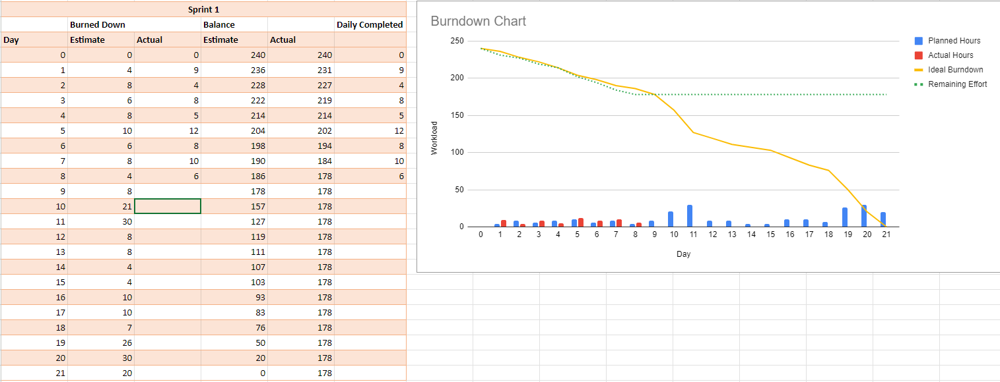 Sprint 1
Burned Down Balance Daily Completed
Day Estimate Actual Estimate Actual
0 0 0 240 240 0
1 4 9 236 231 9
2 8 4 228 227 4
3 6 8 222 219 8
4 8 5 214 214 5
5 10 12 204 202 12
6 6 8 198 194 8
7 8 10 190 184 10
8 4 6 186 178 6
9 8 178 178
10 21 157 178
11 30 127 178
12 8 119 178
13 8 111 178
14 4 107 178
15 4 103 178
16 10 93 178
17 10 83 178
18 7 76 178
19 26 50 178
20 30 20 178
21 20 0 178
Burndown Chart
250
200
150
100
50
0
Workload
0 1 2 3 4 5 6 7 8 9 10 11 12 13 14 15 16 17 18 19 20 21
Day
Planned Hours
Actual Hours
Ideal Burndown
Remaining Effort